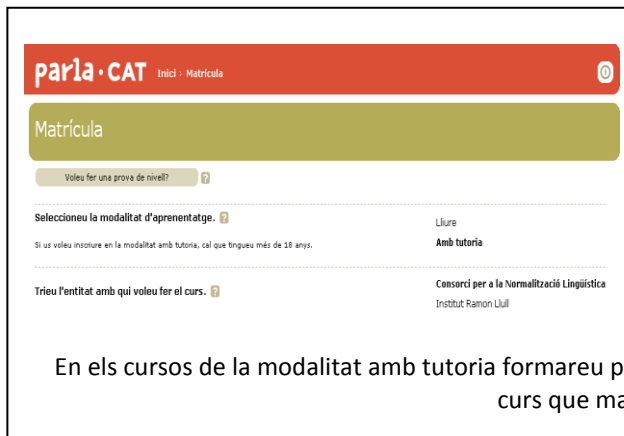 parla·CAT Inici › Matrícula
Matrícula
Voleu fer una prova de nivell? ?
Seleccioneu la modalitat d'aprenentatge. ?
Lliure
Si us voleu inscriure en la modalitat amb tutoria, cal que tingueu més de 18 anys.
Amb tutoria
Trieu l'entitat amb qui voleu fer el curs. ?
Consorci per a la Normalització Lingüística
Institut Ramon Llull
En els cursos de la modalitat amb tutoria formareu p
curs que ma